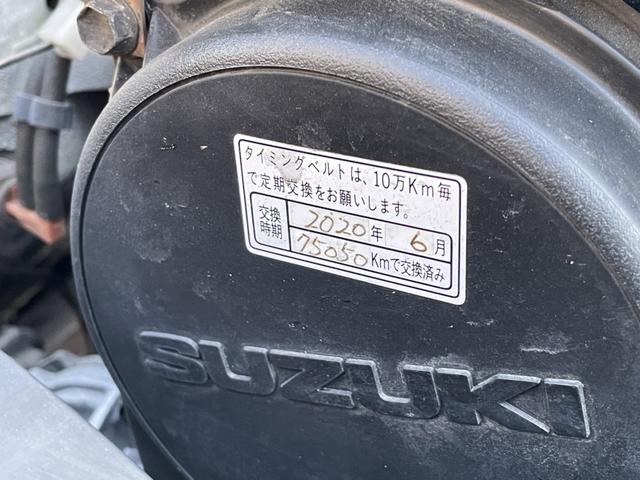 タイミングベルトは、10万Km毎
で定期交換をお願いします。
交換時期 2020年 6月
75050Kmで交換済み
SUZUKI